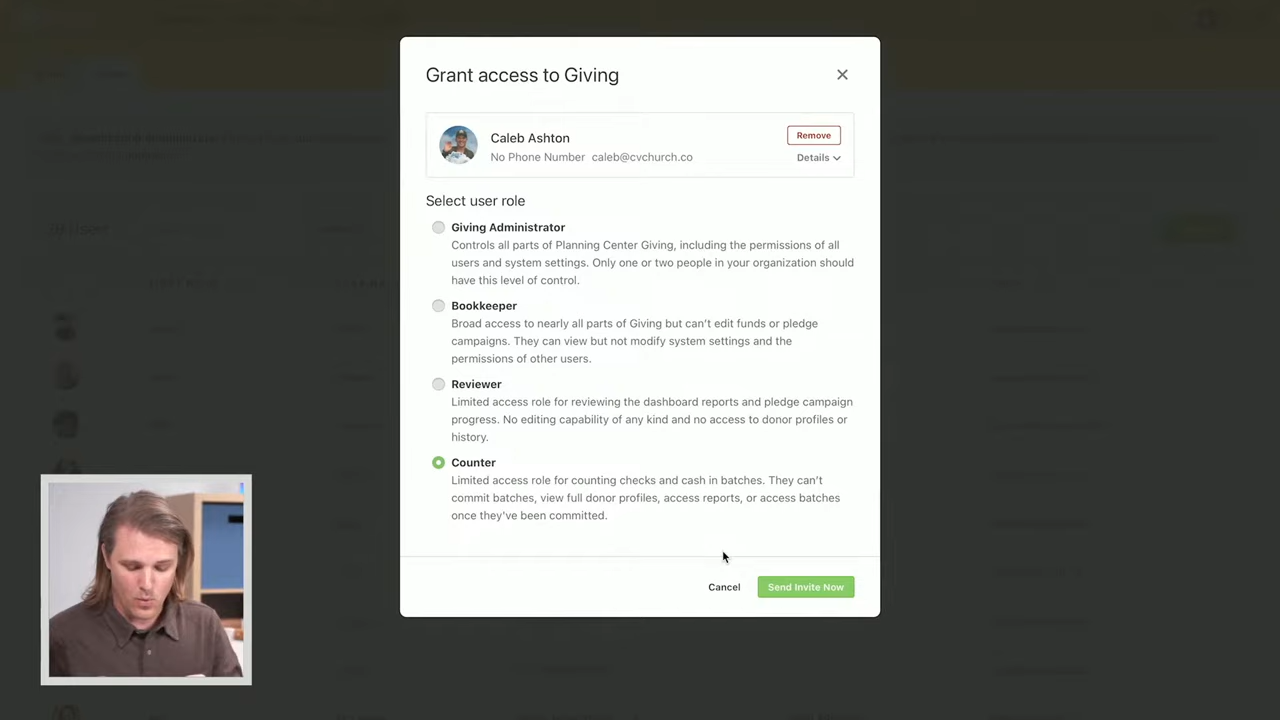 Grant access to Giving
Caleb Ashton
Remove
No Phone Number caleb@cvchurch.co
Details
Select user role
Giving Administrator
Controls all parts of Planning Center Giving, including the permissions of all
users and system settings. Only one or two people in your organization should
have this level of control.
Bookkeeper
Broad access to nearly all parts of Giving but can't edit funds or pledge
campaigns. They can view but not modify system settings and the
permissions of other users.
Reviewer
Limited access role for reviewing the dashboard reports and pledge campaign
progress. No editing capability of any kind and no access to donor profiles or
history.
Counter
Limited access role for counting checks and cash in batches. They can't
commit batches, view full donor profiles, access reports, or access batches
once they've been committed.
Cancel
Send Invite Now